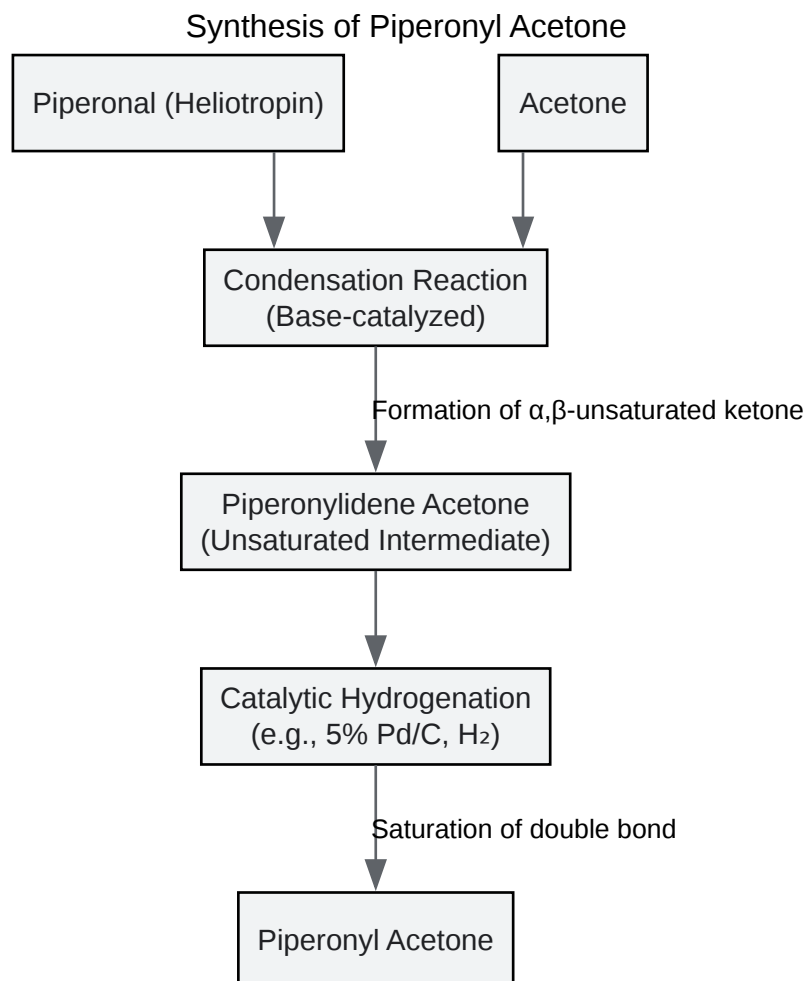 Synthesis of Piperonyl Acetone
Piperonal (Heliotropin)
Acetone
Condensation Reaction
(Base-catalyzed)
Formation of α,β-unsaturated ketone
Piperonylidene Acetone
(Unsaturated Intermediate)
Catalytic Hydrogenation
(e.g., 5% Pd/C, H₂)
Saturation of double bond
Piperonyl Acetone